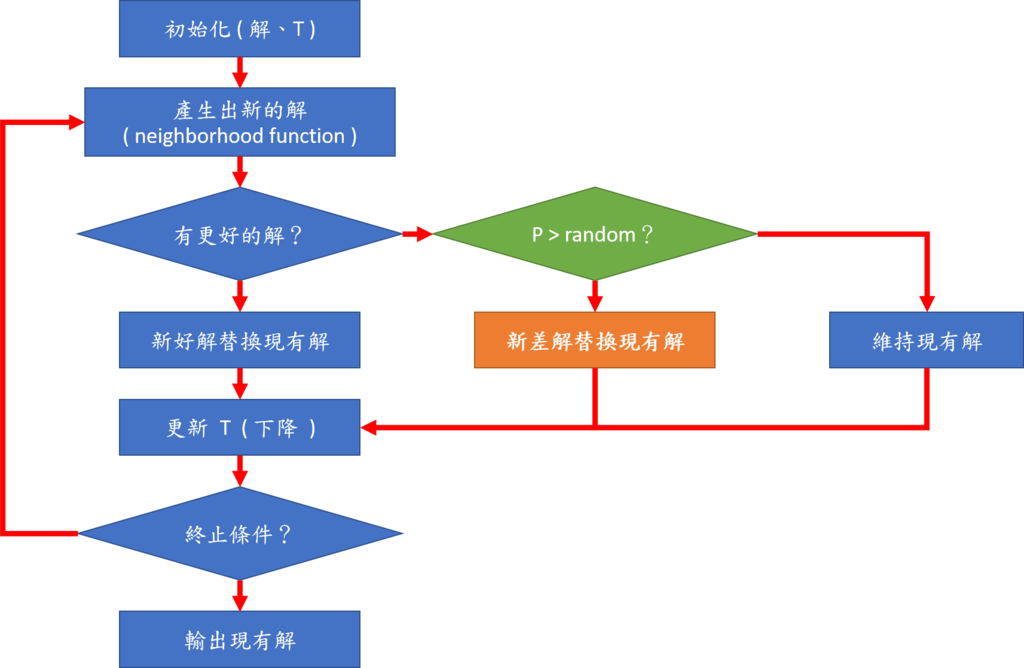 初始化 ( 解、T )
產生出新的解
( neighborhood function )
有更好的解？
P > random？
新好解替換現有解
新差解替換現有解
維持現有解
更新 T ( 下降 )
終止條件？
輸出現有解